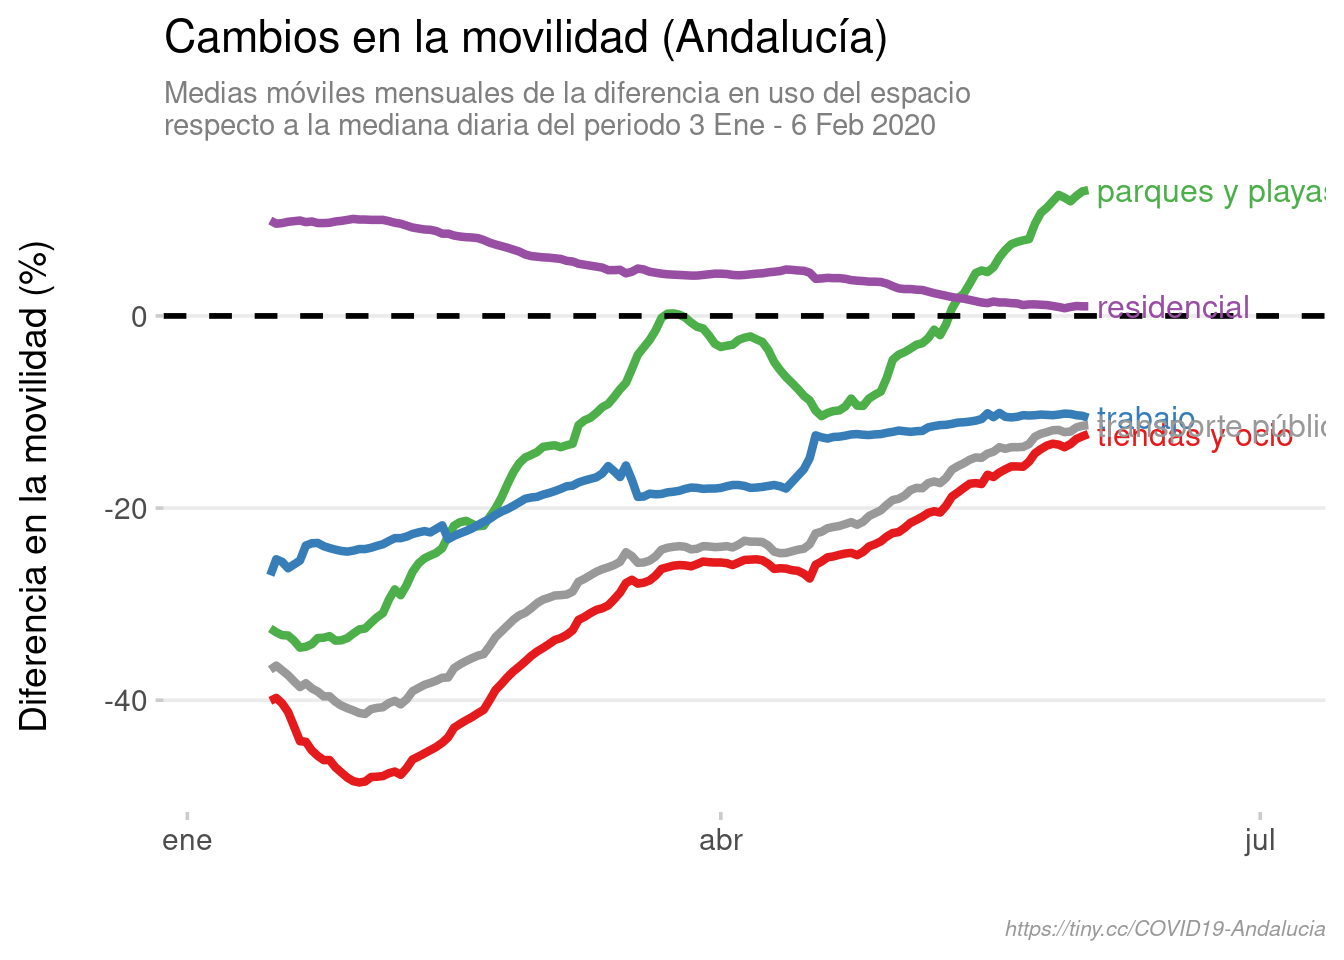 Cambios en la movilidad (Andalucía)
Medias móviles mensuales de la diferencia en uso del espacio
respecto a la mediana diaria del periodo 3 Ene - 6 Feb 2020
Diferencia en la movilidad (%)
parques y playas
0
residencial
trabajo
transporte públic
tiendas y ocio
-20
-40
ene
abr
jul
https://tiny.cc/COVID19-Andalucia